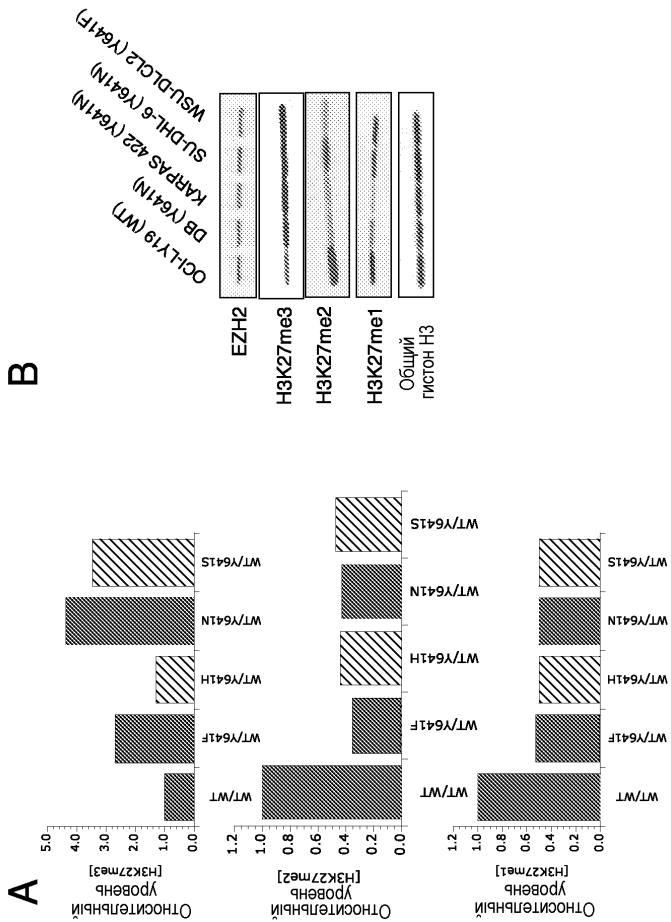 A
Относительный
уровень
[H3K27me3]
5.0
4.0
3.0
2.0
1.0
0.0
WT/WT
WT/Y641F
WT/Y641H
WT/Y641N
WT/Y641S
Относительный
уровень
[H3K27me2]
1.2
1.0
0.8
0.6
0.4
0.2
0.0
WT/WT
WT/Y641F
WT/Y641H
WT/Y641N
WT/Y641S
Относительный
уровень
[H3K27me1]
1.2
1.0
0.8
0.6
0.4
0.2
0.0
WT/WT
WT/Y641F
WT/Y641H
WT/Y641N
WT/Y641S
B
OCI-LY19 (WT)
DB (Y641N)
KARPAS 422 (Y641N)
SU-DHL-6 (Y641N)
WSU-DLCL2 (Y641F)
EZH2
H3K27me3
H3K27me2
H3K27me1
Общий
гистон H3